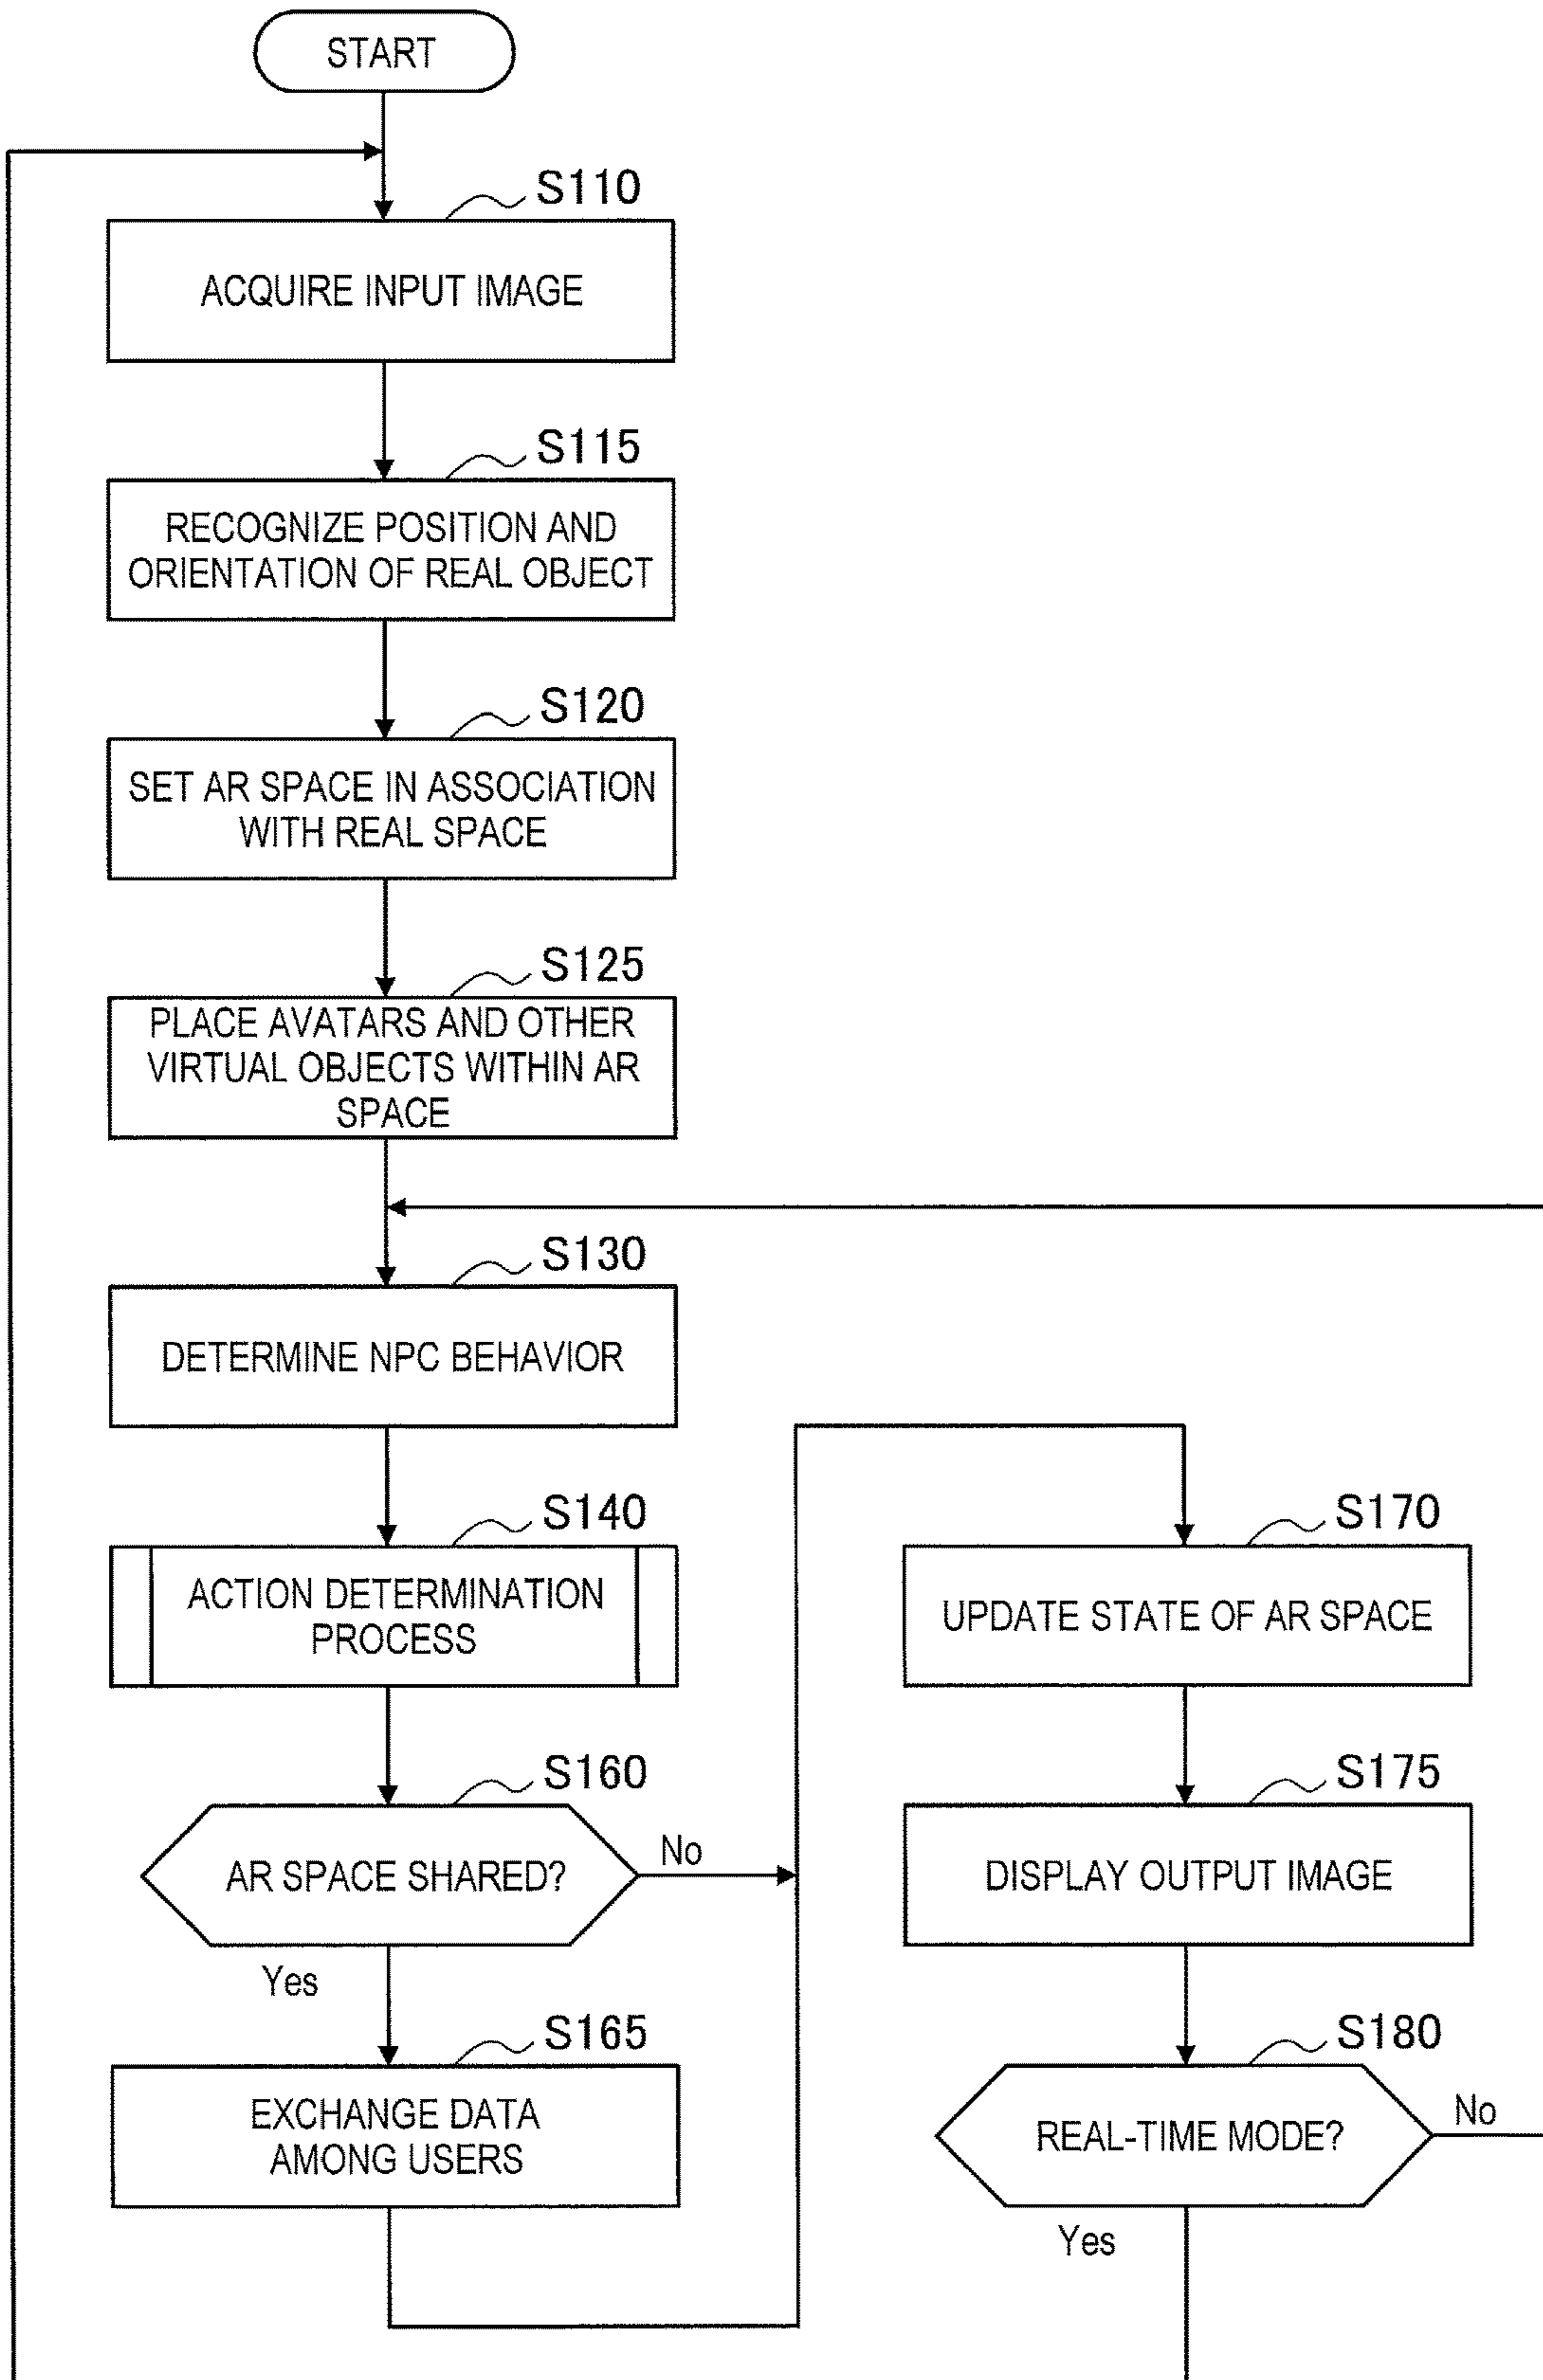 START
S110
ACQUIRE INPUT IMAGE
S115
RECOGNIZE POSITION AND
ORIENTATION OF REAL OBJECT
S120
SET AR SPACE IN ASSOCIATION
WITH REAL SPACE
S125
PLACE AVATARS AND OTHER
VIRTUAL OBJECTS WITHIN AR
SPACE
S130
DETERMINE NPC BEHAVIOR
S140
ACTION DETERMINATION
PROCESS
S160
AR SPACE SHARED?
No
Yes
S165
EXCHANGE DATA
AMONG USERS
S170
UPDATE STATE OF AR SPACE
S175
DISPLAY OUTPUT IMAGE
S180
REAL-TIME MODE?
No
Yes